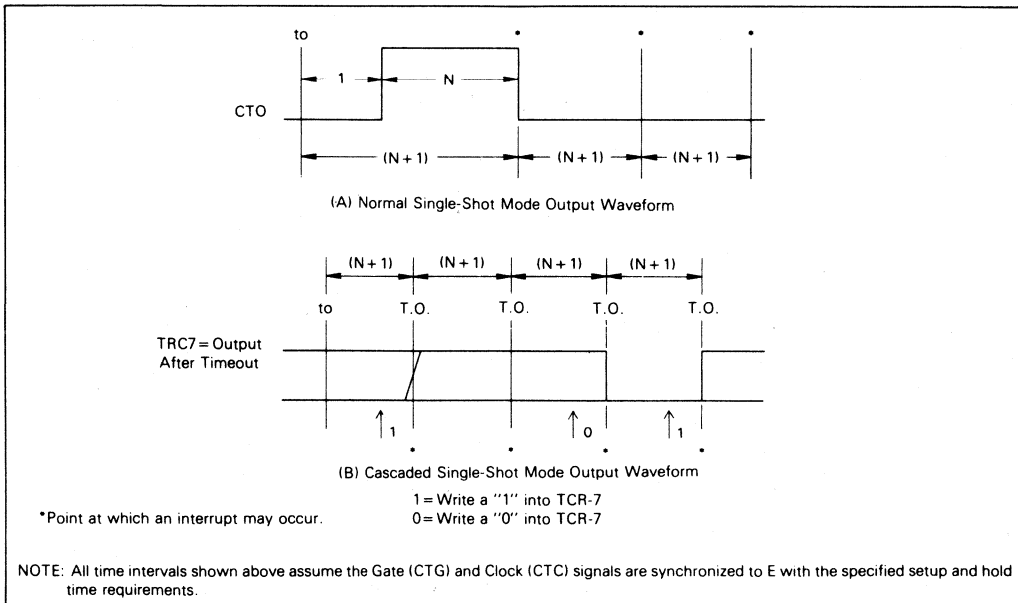 to
1
N
CTO
(N + 1) (N + 1) (N + 1)
(A) Normal Single-Shot Mode Output Waveform
(N + 1) (N + 1) (N + 1) (N + 1)
to T.O. T.O. T.O. T.O.
TRC7 = Output
After Timeout
1 0 1
(B) Cascaded Single-Shot Mode Output Waveform
1 = Write a "1" into TCR-7
*Point at which an interrupt may occur. 0 = Write a "0" into TCR-7
NOTE: All time intervals shown above assume the Gate (CTG) and Clock (CTC) signals are synchronized to E with the specified setup and hold
time requirements.